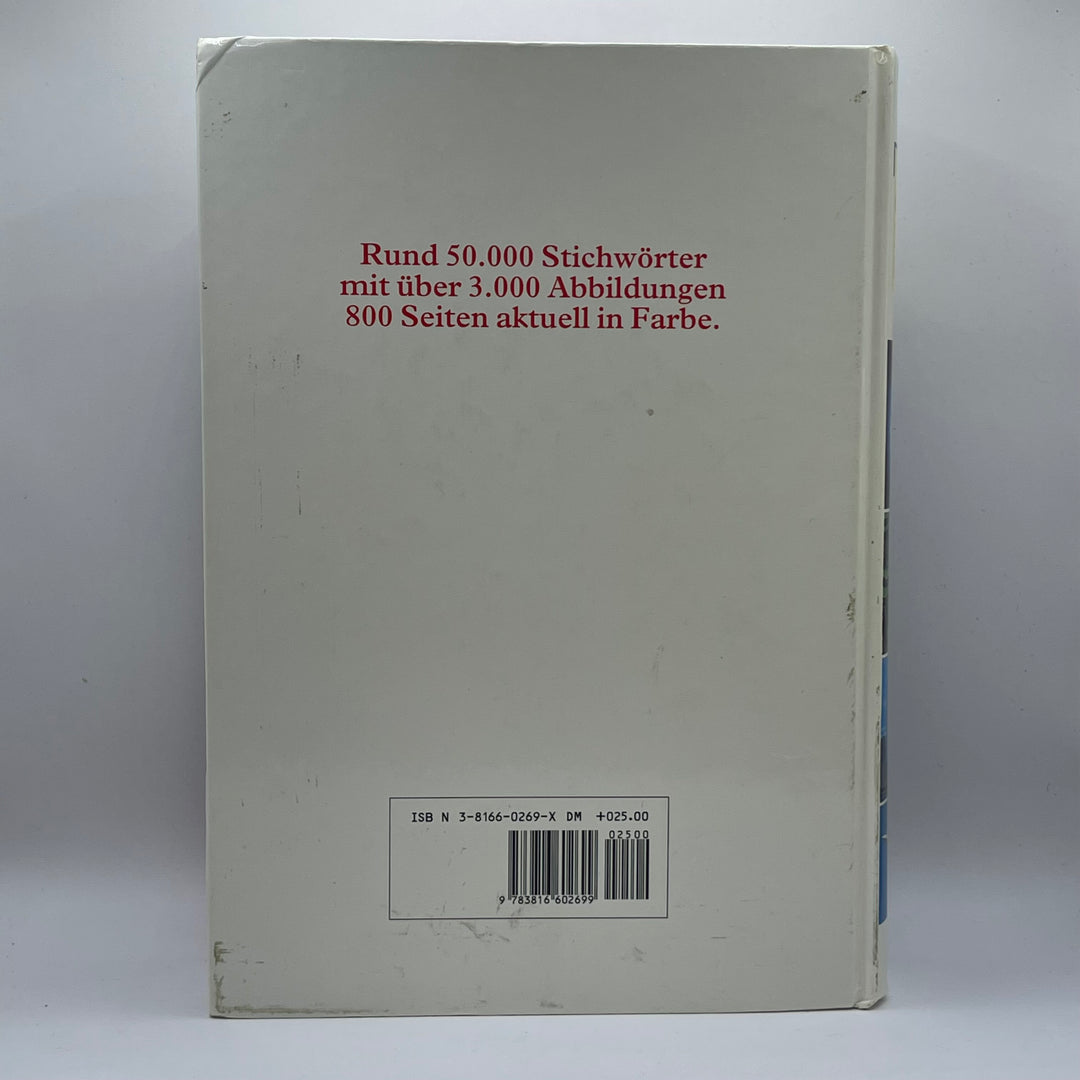 Rund 50.000 Stichwörter
mit über 3.000 Abbildungen
800 Seiten aktuell in Farbe.
ISB N 3-8166-0269-X DM +025.00
02500
9 783816 602699